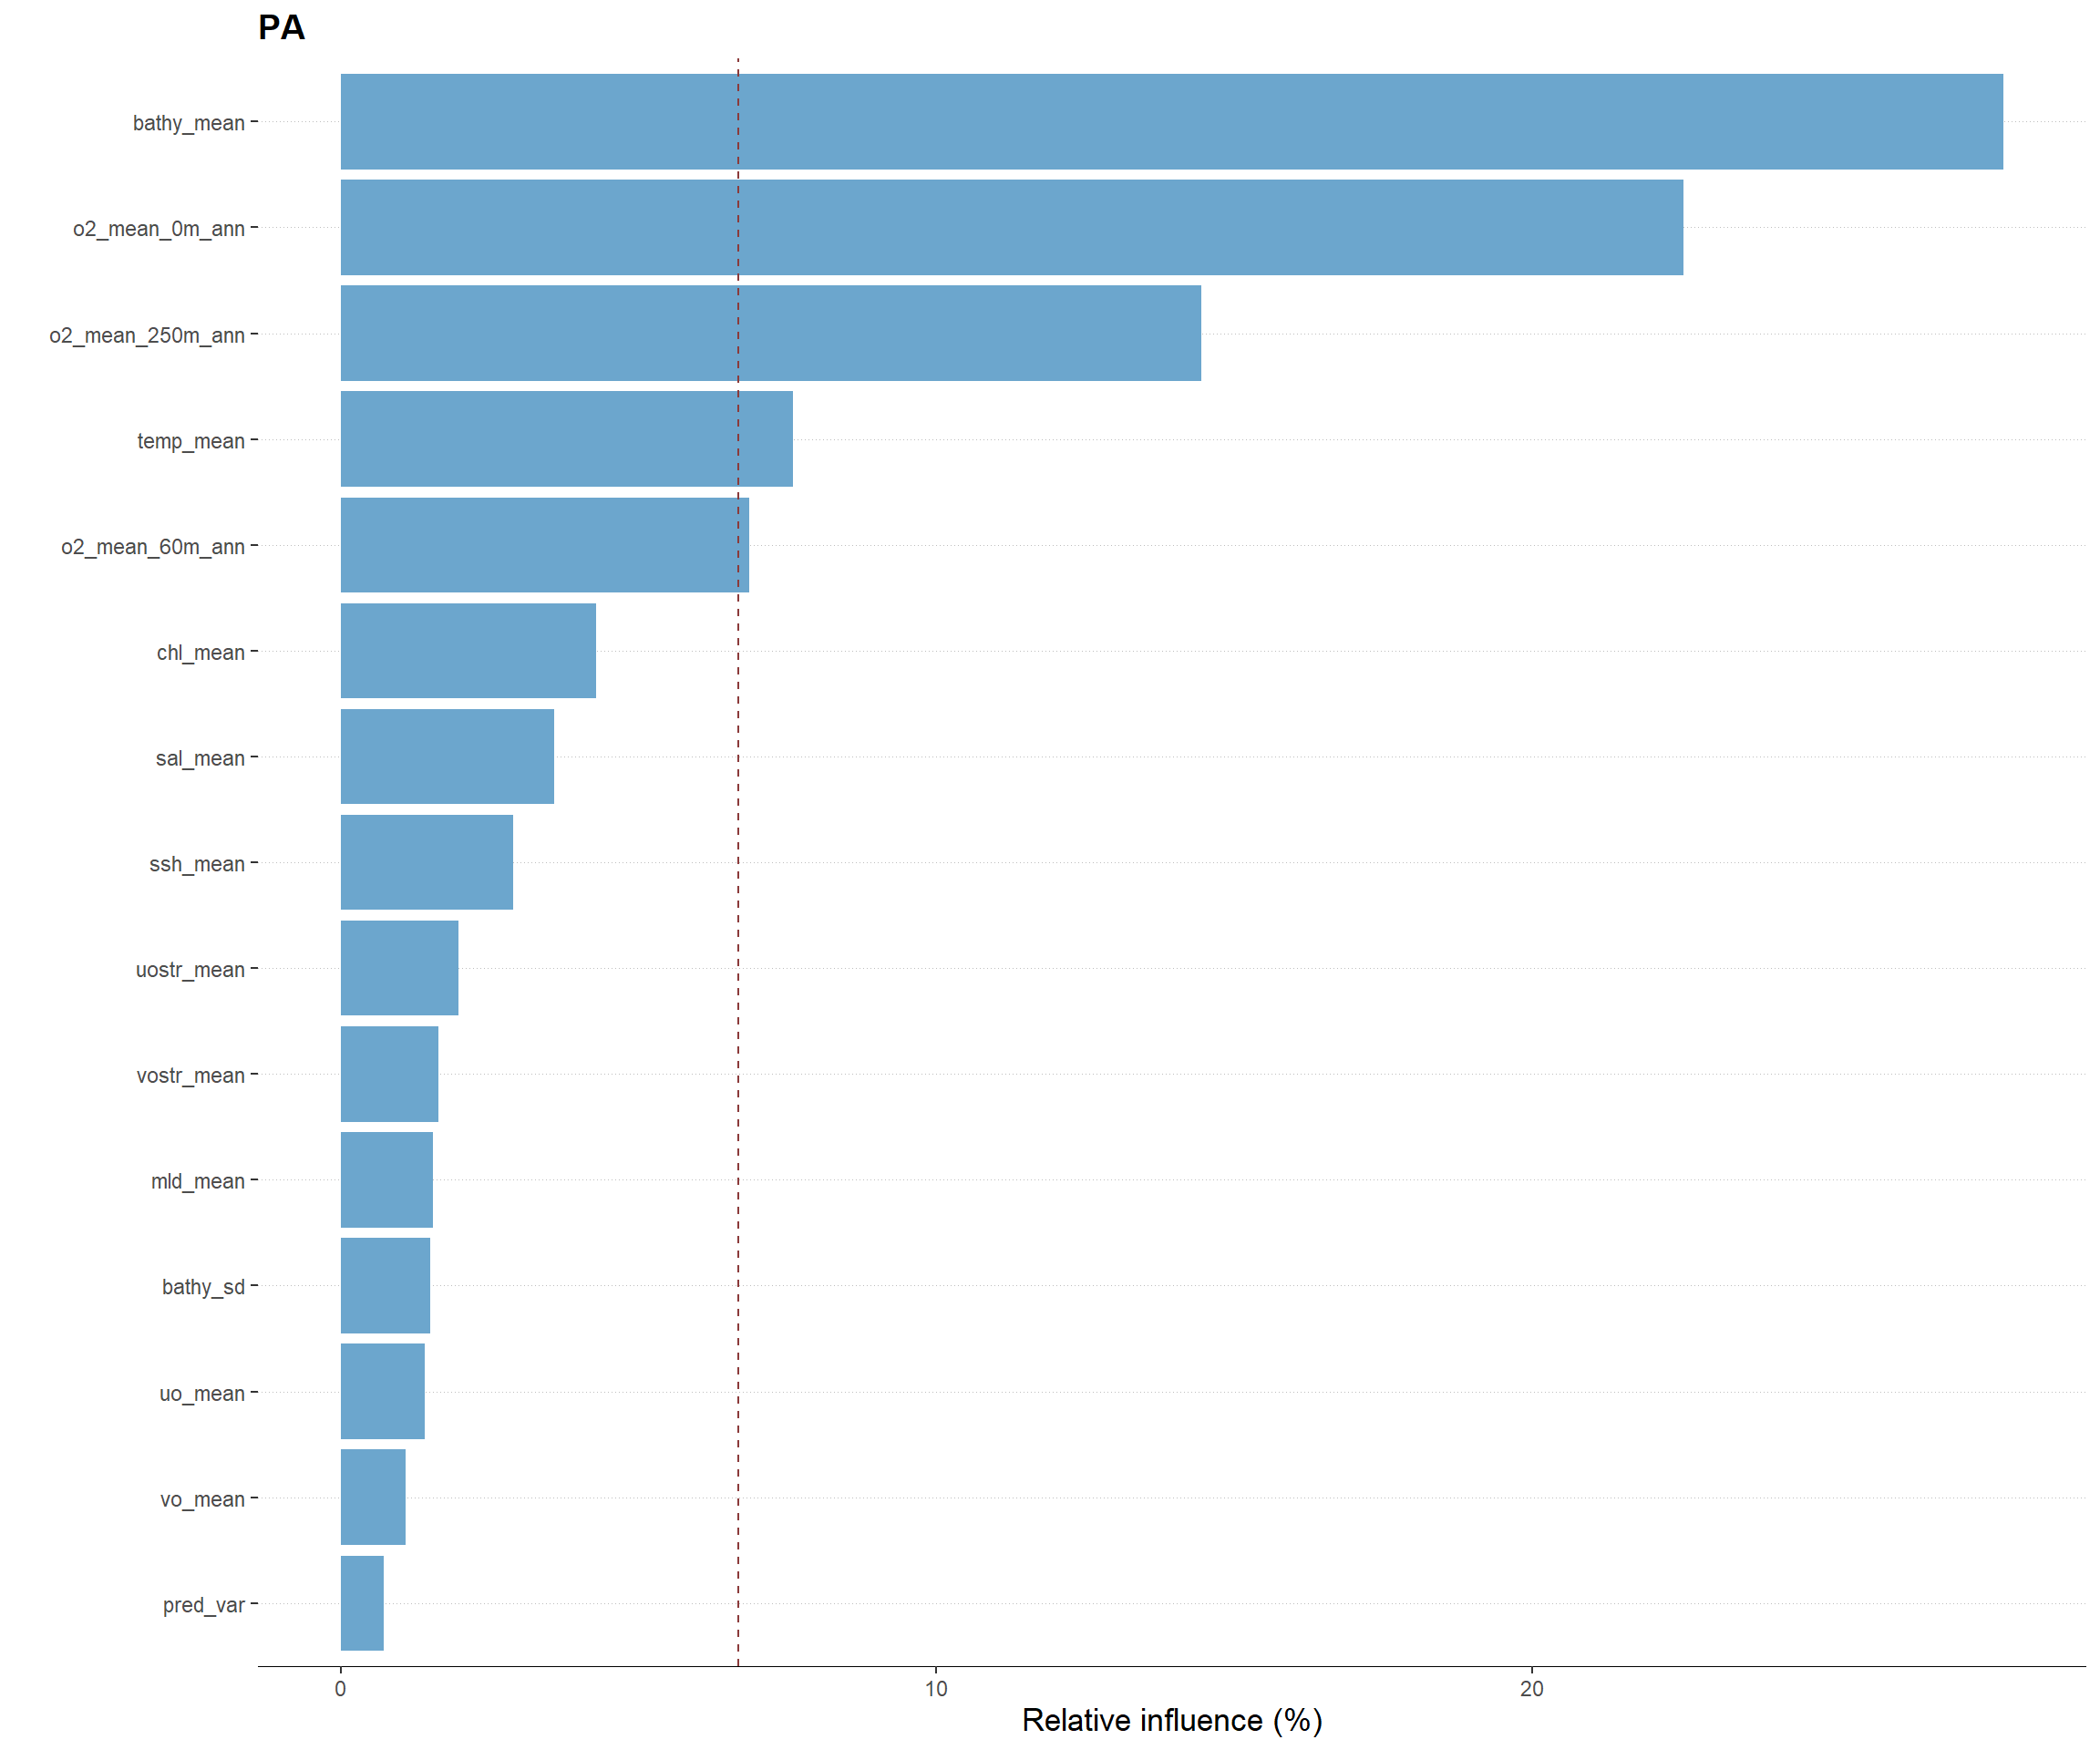 PA
bathy_mean
o2_mean_0m_ann
o2_mean_250m_ann
temp_mean
o2_mean_60m_ann
chl_mean
sal_mean
ssh_mean
uostr_mean
vostr_mean
mld_mean
bathy_sd
uo_mean
vo_mean
pred_var
0 10 20
Relative influence (%)